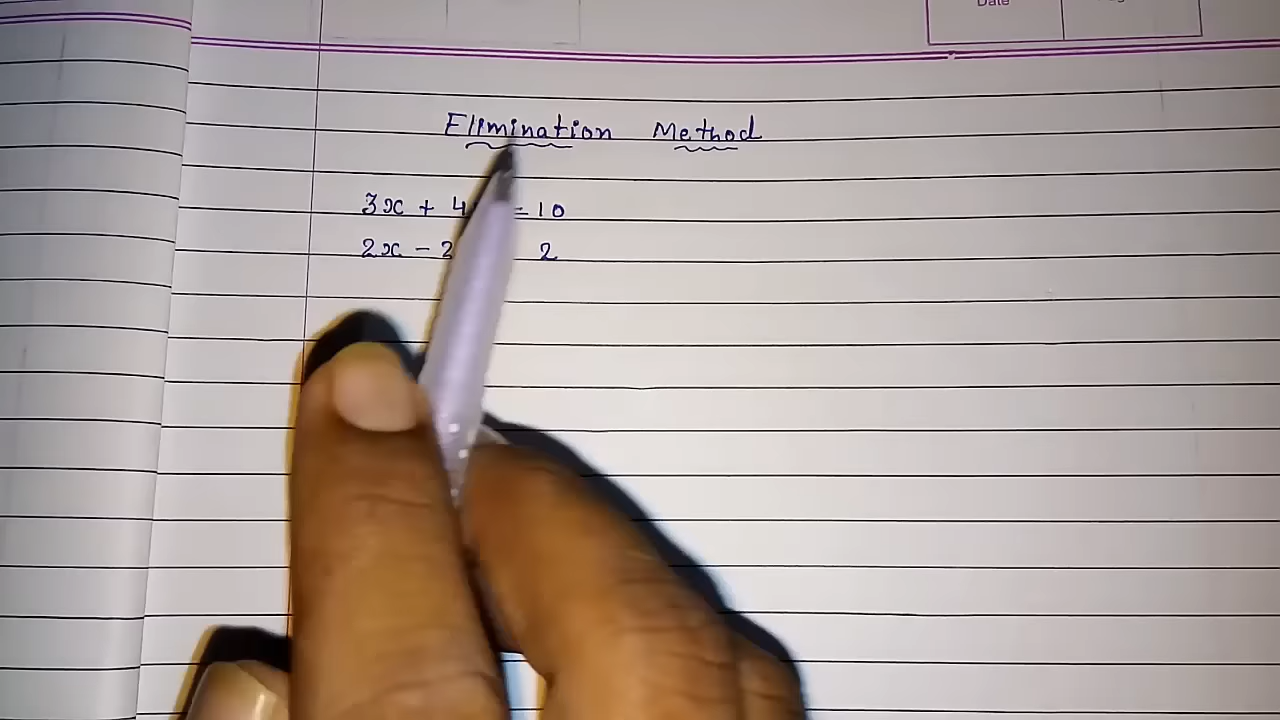 Date
Elimination Method
3x + 4 = 10
2x - 2 2